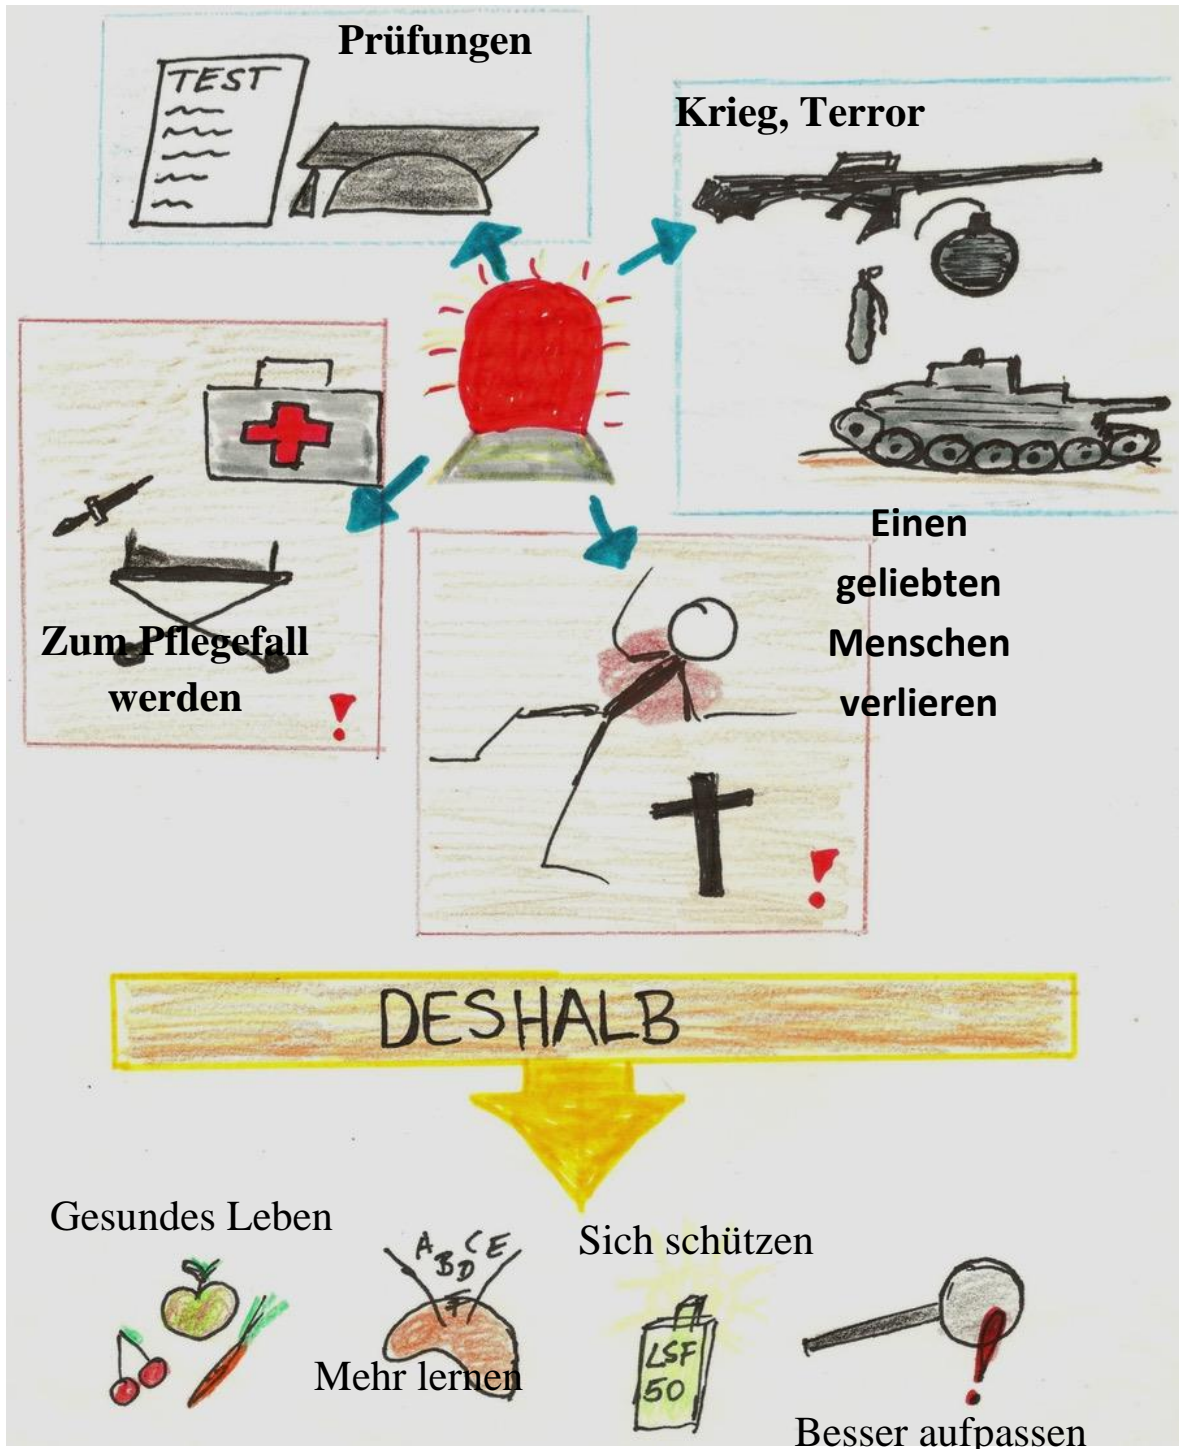 Prüfungen
TEST
Krieg, Terror
Einen
geliebten
Menschen
verlieren
Zum Pflegefall
werden
DESHALB
Gesundes Leben
A B C D E
F
Mehr lernen
Sich schützen
LSF
50
Besser aufpassen